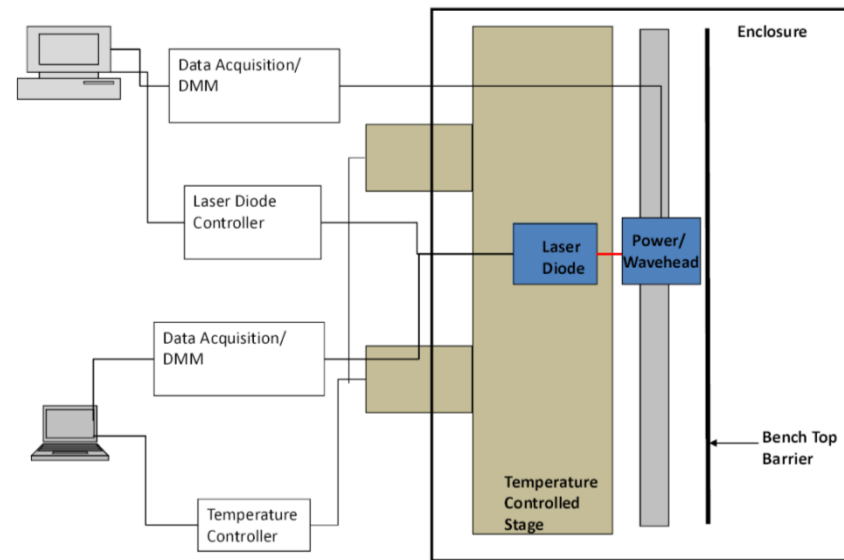 Enclosure
Data Acquisition/
DMM
Laser Diode
Controller
Laser
Diode
Power/
Wavehead
Data Acquisition/
DMM
Bench Top
Barrier
Temperature
Controlled
Stage
Temperature
Controller